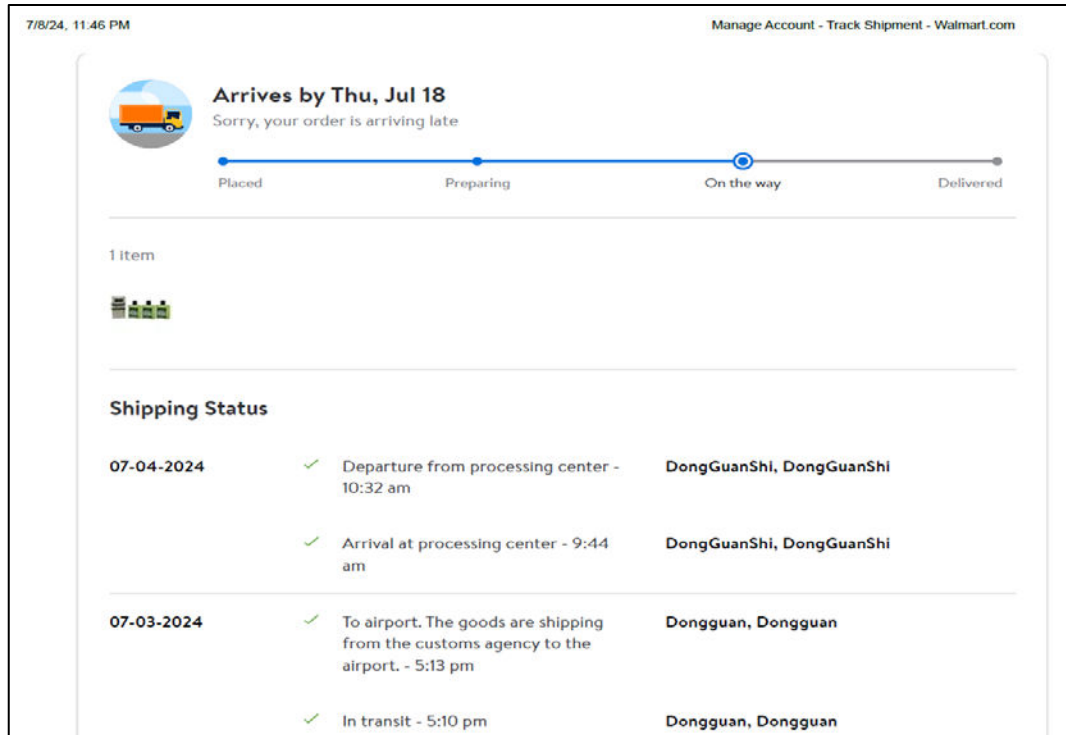 7/8/24, 11:46 PM
Manage Account - Track Shipment - Walmart.com
Arrives by Thu, Jul 18
Sorry, your order is arriving late
Placed Preparing On the way Delivered
1 item
Shipping Status
07-04-2024 Departure from processing center - DongGuanShi, DongGuanShi
10:32 am
Arrival at processing center - 9:44 DongGuanShi, DongGuanShi
am
07-03-2024 To airport. The goods are shipping Dongguan, Dongguan
from the customs agency to the
airport. - 5:13 pm
In transit - 5:10 pm Dongguan, Dongguan